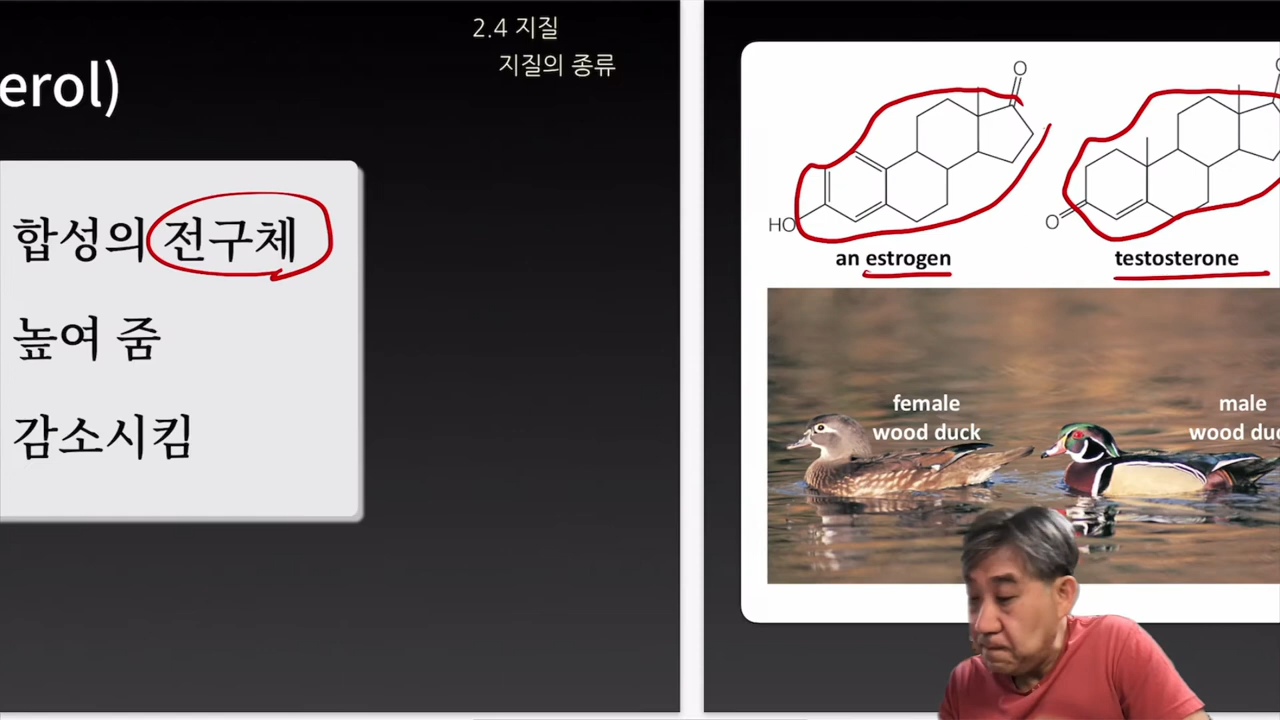 2.4 지질
지질의 종류
erol)
합성의 전구체
높여 줌
감소시킴
O
HO
an estrogen
O
O
testosterone
female
wood duck
male
wood duc